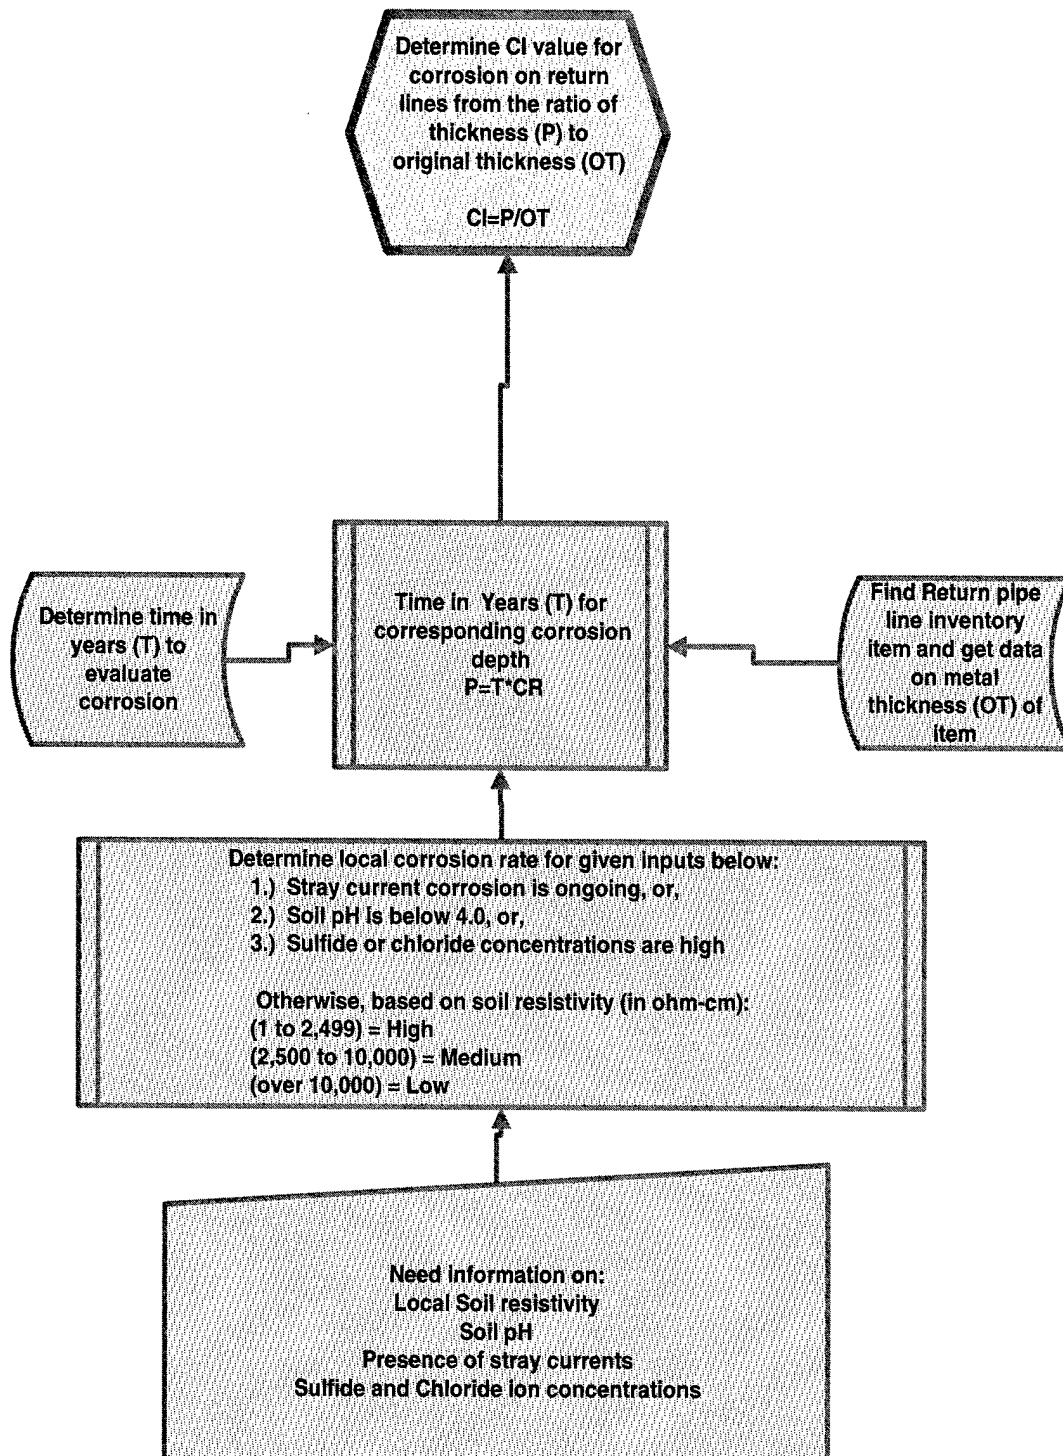 Determine CI value for
corrosion on return
lines from the ratio of
thickness (P) to
original thickness (OT)
CI=P/OT
Determine time in
years (T) to
evaluate
corrosion
Time in Years (T) for
corresponding corrosion
depth
P=T*CR
Find Return pipe
line inventory
item and get data
on metal
thickness (OT) of
item
Determine local corrosion rate for given inputs below:
1.) Stray current corrosion is ongoing, or,
2.) Soil pH is below 4.0, or,
3.) Sulfide or chloride concentrations are high
Otherwise, based on soil resistivity (in ohm-cm):
(1 to 2,499) = High
(2,500 to 10,000) = Medium
(over 10,000) = Low
Need information on:
Local Soil resistivity
Soil pH
Presence of stray currents
Sulfide and Chloride ion concentrations